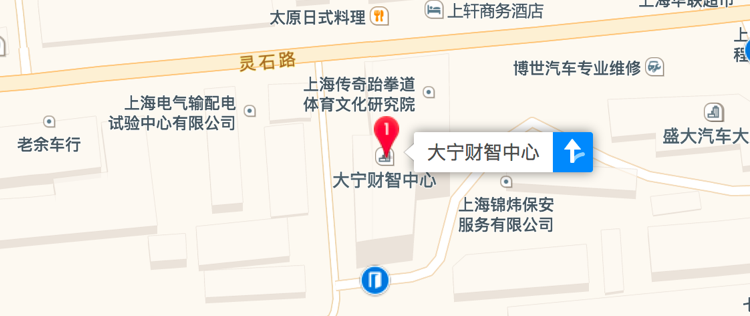 上海华联超市
太原日式料理
上轩商务酒店
灵石路
博世汽车专业维修
上海传奇跆拳道
体育文化研究院
上海电气输配电
试验中心有限公司
老余车行
盛大汽车大
1
大宁财智中心
大宁财智中心
上海锦炜保安
服务有限公司